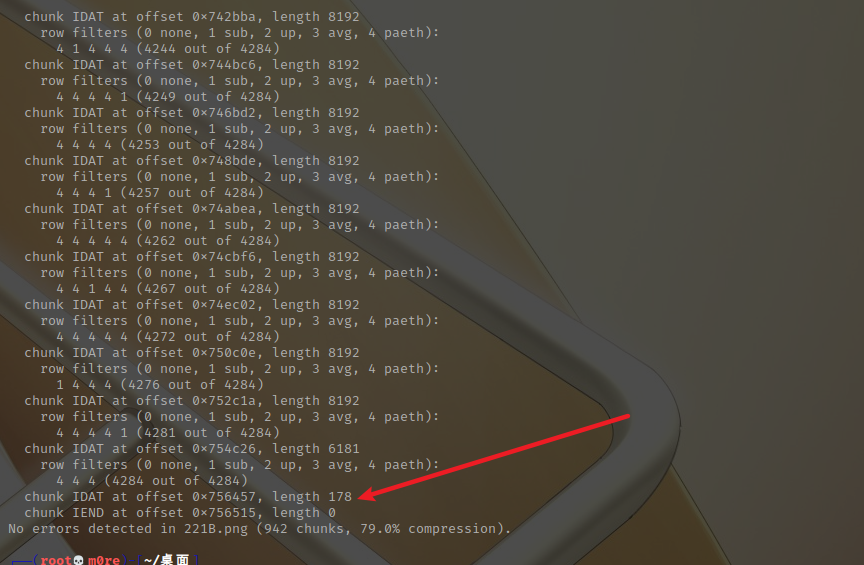 chunk IDAT at offset 0×742bba, length 8192
row filters (0 none, 1 sub, 2 up, 3 avg, 4 paeth):
4 1 4 4 4 (4244 out of 4284)
chunk IDAT at offset 0×744bc6, length 8192
row filters (0 none, 1 sub, 2 up, 3 avg, 4 paeth):
4 4 4 4 1 (4249 out of 4284)
chunk IDAT at offset 0×746bd2, length 8192
row filters (0 none, 1 sub, 2 up, 3 avg, 4 paeth):
4 4 4 4 (4253 out of 4284)
chunk IDAT at offset 0×748bde, length 8192
row filters (0 none, 1 sub, 2 up, 3 avg, 4 paeth):
4 4 4 1 (4257 out of 4284)
chunk IDAT at offset 0×74abea, length 8192
row filters (0 none, 1 sub, 2 up, 3 avg, 4 paeth):
4 4 4 4 4 (4262 out of 4284)
chunk IDAT at offset 0×74cbf6, length 8192
row filters (0 none, 1 sub, 2 up, 3 avg, 4 paeth):
4 4 1 4 4 (4267 out of 4284)
chunk IDAT at offset 0×74ec02, length 8192
row filters (0 none, 1 sub, 2 up, 3 avg, 4 paeth):
4 4 4 4 4 (4272 out of 4284)
chunk IDAT at offset 0×750c0e, length 8192
row filters (0 none, 1 sub, 2 up, 3 avg, 4 paeth):
1 4 4 4 (4276 out of 4284)
chunk IDAT at offset 0×752c1a, length 8192
row filters (0 none, 1 sub, 2 up, 3 avg, 4 paeth):
4 4 4 4 1 (4281 out of 4284)
chunk IDAT at offset 0×754c26, length 6181
row filters (0 none, 1 sub, 2 up, 3 avg, 4 paeth):
4 4 4 (4284 out of 4284)
chunk IDAT at offset 0×756457, length 178
chunk IEND at offset 0×756515, length 0
No errors detected in 221B.png (942 chunks, 79.0% compression).
(root💀m0re)-[~/桌面]